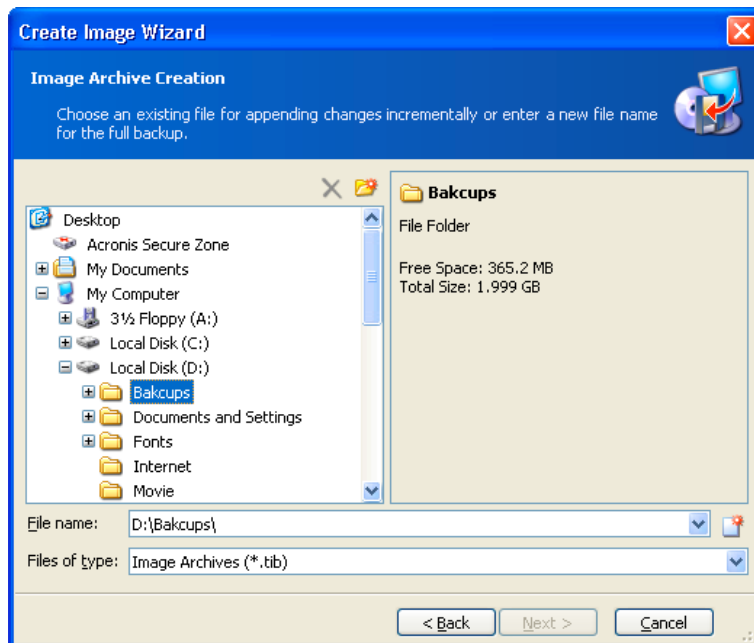 Create Image Wizard
Image Archive Creation
Choose an existing file for appending changes incrementally or enter a new file name
for the full backup.
Desktop
Acronis Secure Zone
My Documents
My Computer
3½ Floppy (A:)
Local Disk (C:)
Local Disk (D:)
Bakcups
Documents and Settings
Fonts
Internet
Movie
Bakcups
File Folder
Free Space: 365.2 MB
Total Size: 1.999 GB
File name:
D:\Bakcups\
Files of type:
Image Archives (*.tib)
< Back
Next >
Cancel